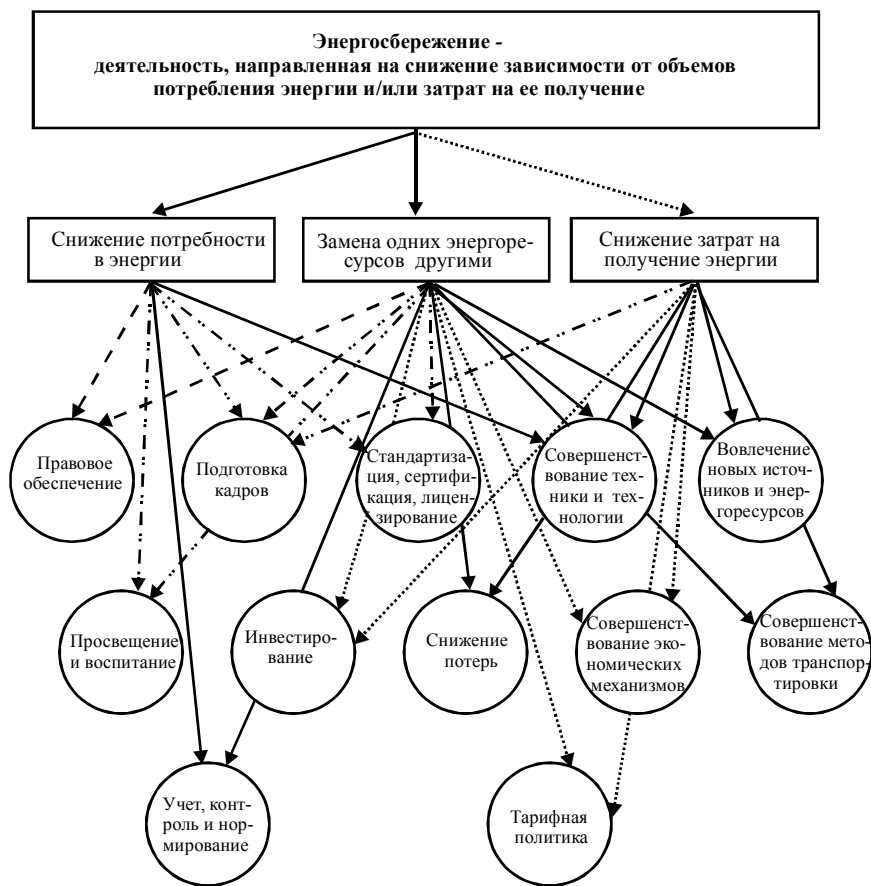 Энергосбережение -
деятельность, направленная на снижение зависимости от объемов
потребления энергии и/или затрат на ее получение
Снижение потребности
в энергии
Замена одних энергоре-
сурсов другими
Снижение затрат на
получение энергии
Правовое
обеспечение
Подготовка
кадров
Стандартиза-
ция, сертифи-
кация, лицен-
зирование
Совершенст-
вование тех-
ники и тех-
нологии
Вовлечение
новых источ-
ников и энер-
горесурсов
Просвещение
и воспитание
Инвестиро-
вание
Снижение
потерь
Совершенст-
вование эко-
номических
механизмов
Совершенст-
вование мето-
дов транспор-
тировки
Учет, конт-
роль и нор-
мирование
Тарифная
политика